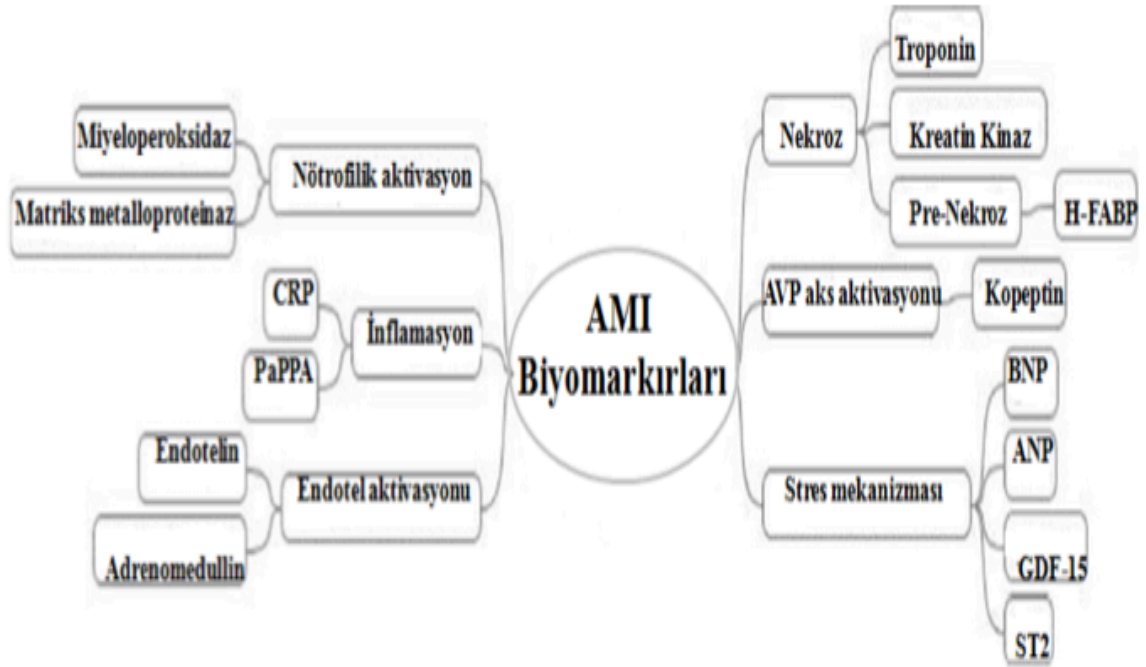 Troponin
Miyeloperoksidaz
Nekroz
Kreatin Kinaz
Nötrofilik aktivasyon
Matriks metalloproteinaz
Pre-Nekroz
H-FABP
CRP
AVP aks aktivasyonu
Kopeptin
AMI
Biyomarkırları
İnflamasyon
PaPPA
BNP
Endotelin
ANP
Endotel aktivasyonu
Stres mekanizması
Adrenomedullin
GDF-15
ST2